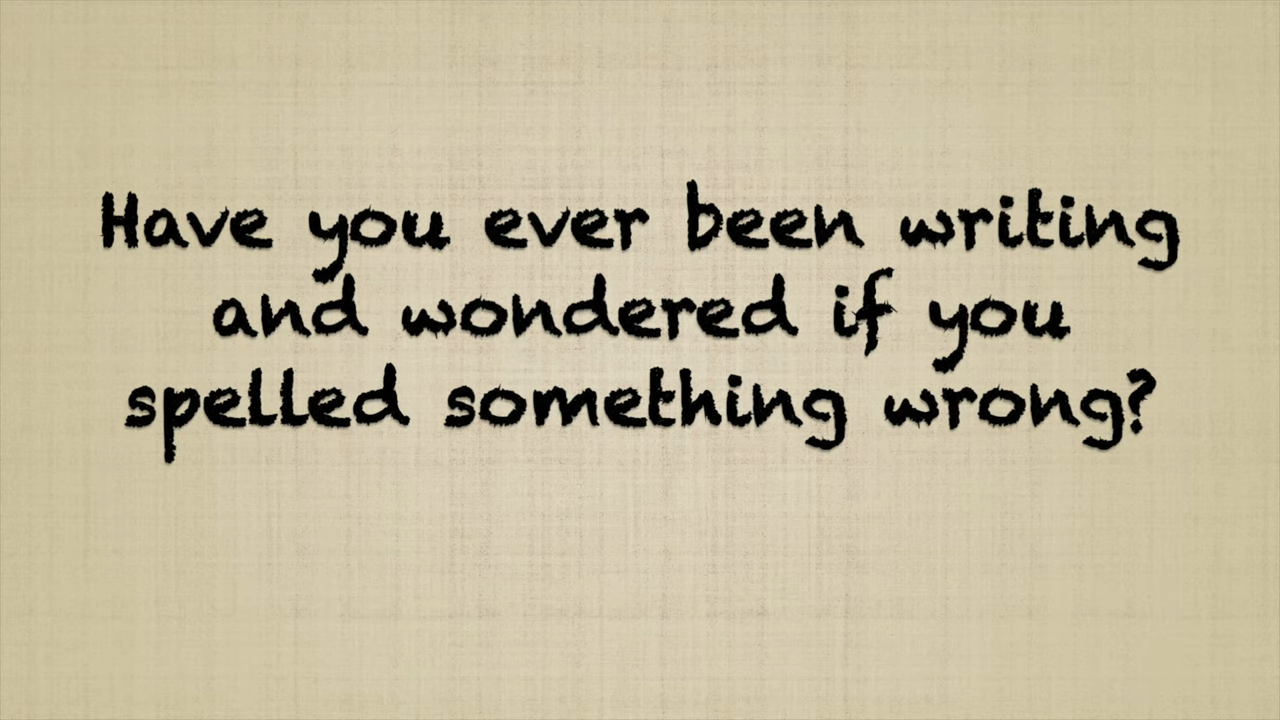 Have you ever been writing
and wondered if you
spelled something wrong?